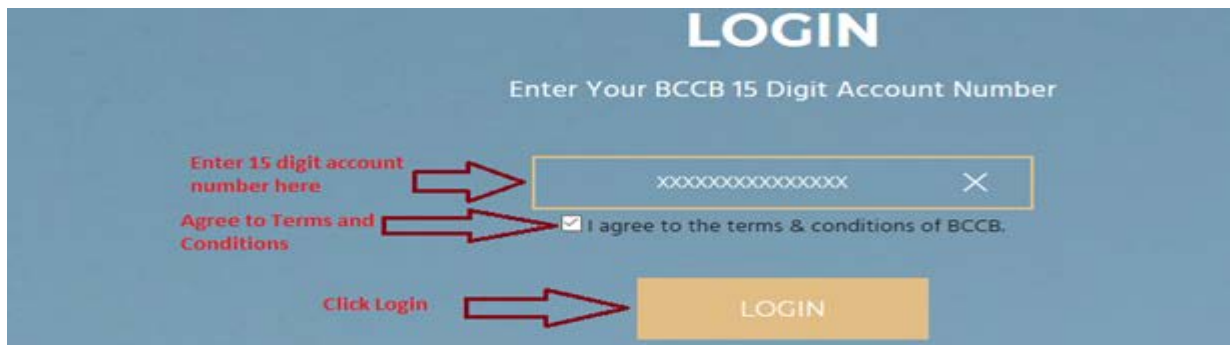 LOGIN
Enter Your BCCB 15 Digit Account Number
Enter 15 digit account
number here
xxxxxxxxxxxxxxx
Agree to Terms and
Conditions
I agree to the terms & conditions of BCCB.
Click Login
LOGIN